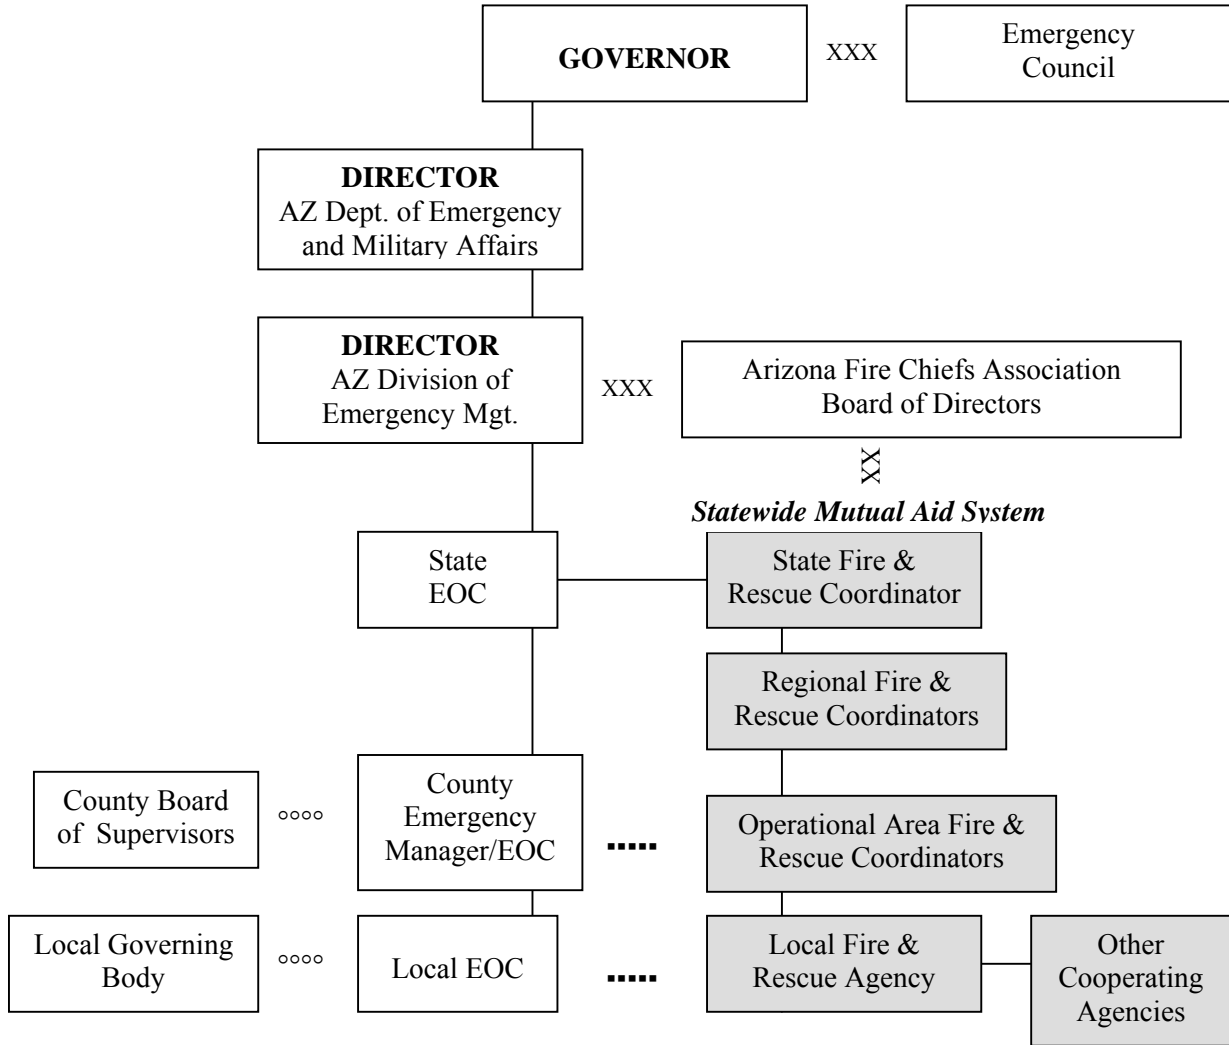 GOVERNOR
XXX
Emergency
Council
DIRECTOR
AZ Dept. of Emergency
and Military Affairs
DIRECTOR
AZ Division of
Emergency Mgt.
XXX
Arizona Fire Chiefs Association
Board of Directors
XX
Statewide Mutual Aid System
State
EOC
State Fire &
Rescue Coordinator
Regional Fire &
Rescue Coordinators
County Board
of Supervisors
County
Emergency
Manager/EOC
Operational Area Fire &
Rescue Coordinators
Local Governing
Body
Local EOC
Local Fire &
Rescue Agency
Other
Cooperating
Agencies